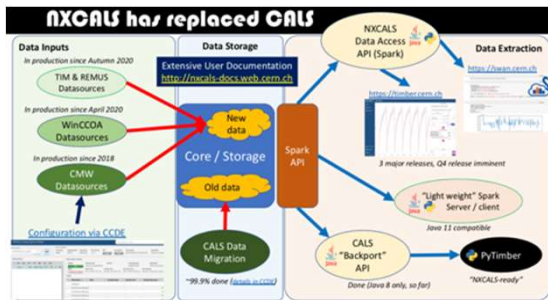 NXCALS has replaced CALS
Data Inputs
In production since Autumn 2020
TIM & REMUS
Datasources
In production since April 2020
WinCCOA
Datasources
In production since 2018
CMW
Datasources
Configuration via CCDE
Data Storage
Extensive User Documentation
http://nxcals-docs.web.cern.ch
New
data
Core / Storage
Old data
CALS Data
Migration
~99.9% done (details in CCDE)
Spark
API
NXCALS
Data Access
API (Spark)
Data Extraction
https://swan.cern.ch
https://timber.cern.ch
3 major releases, Q4 release imminent
"Light weight" Spark
Server / client
Java 11 compatible
CALS
"Backport"
API
Done (Java 8 only, so far)
PyTimber
"NXCALS-ready"